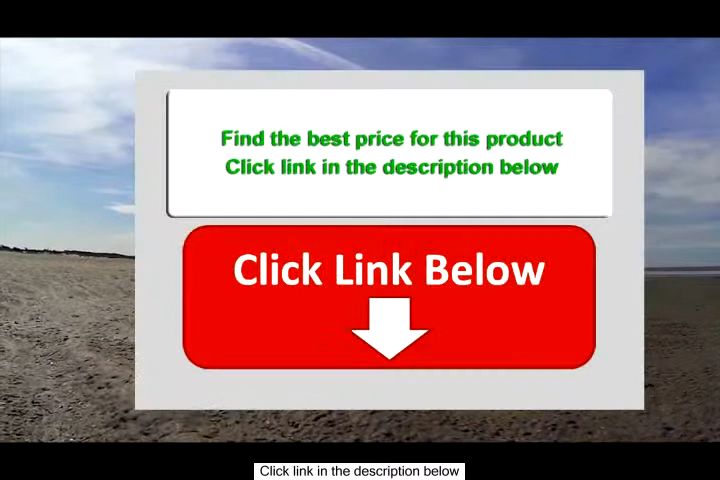 Find the best price for this product
Click link in the description below
Click Link Below
Click link in the description below